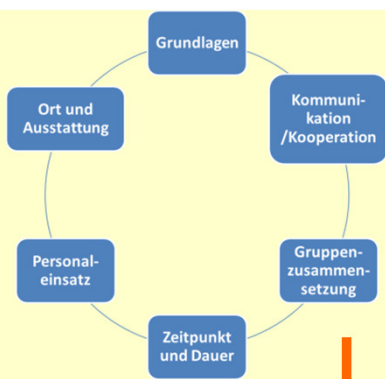 Grundlagen
Kommuni-
kation
/Kooperation
Gruppen-
zusammen-
setzung
Zeitpunkt
und Dauer
Personal-
einsatz
Ort und
Ausstattung